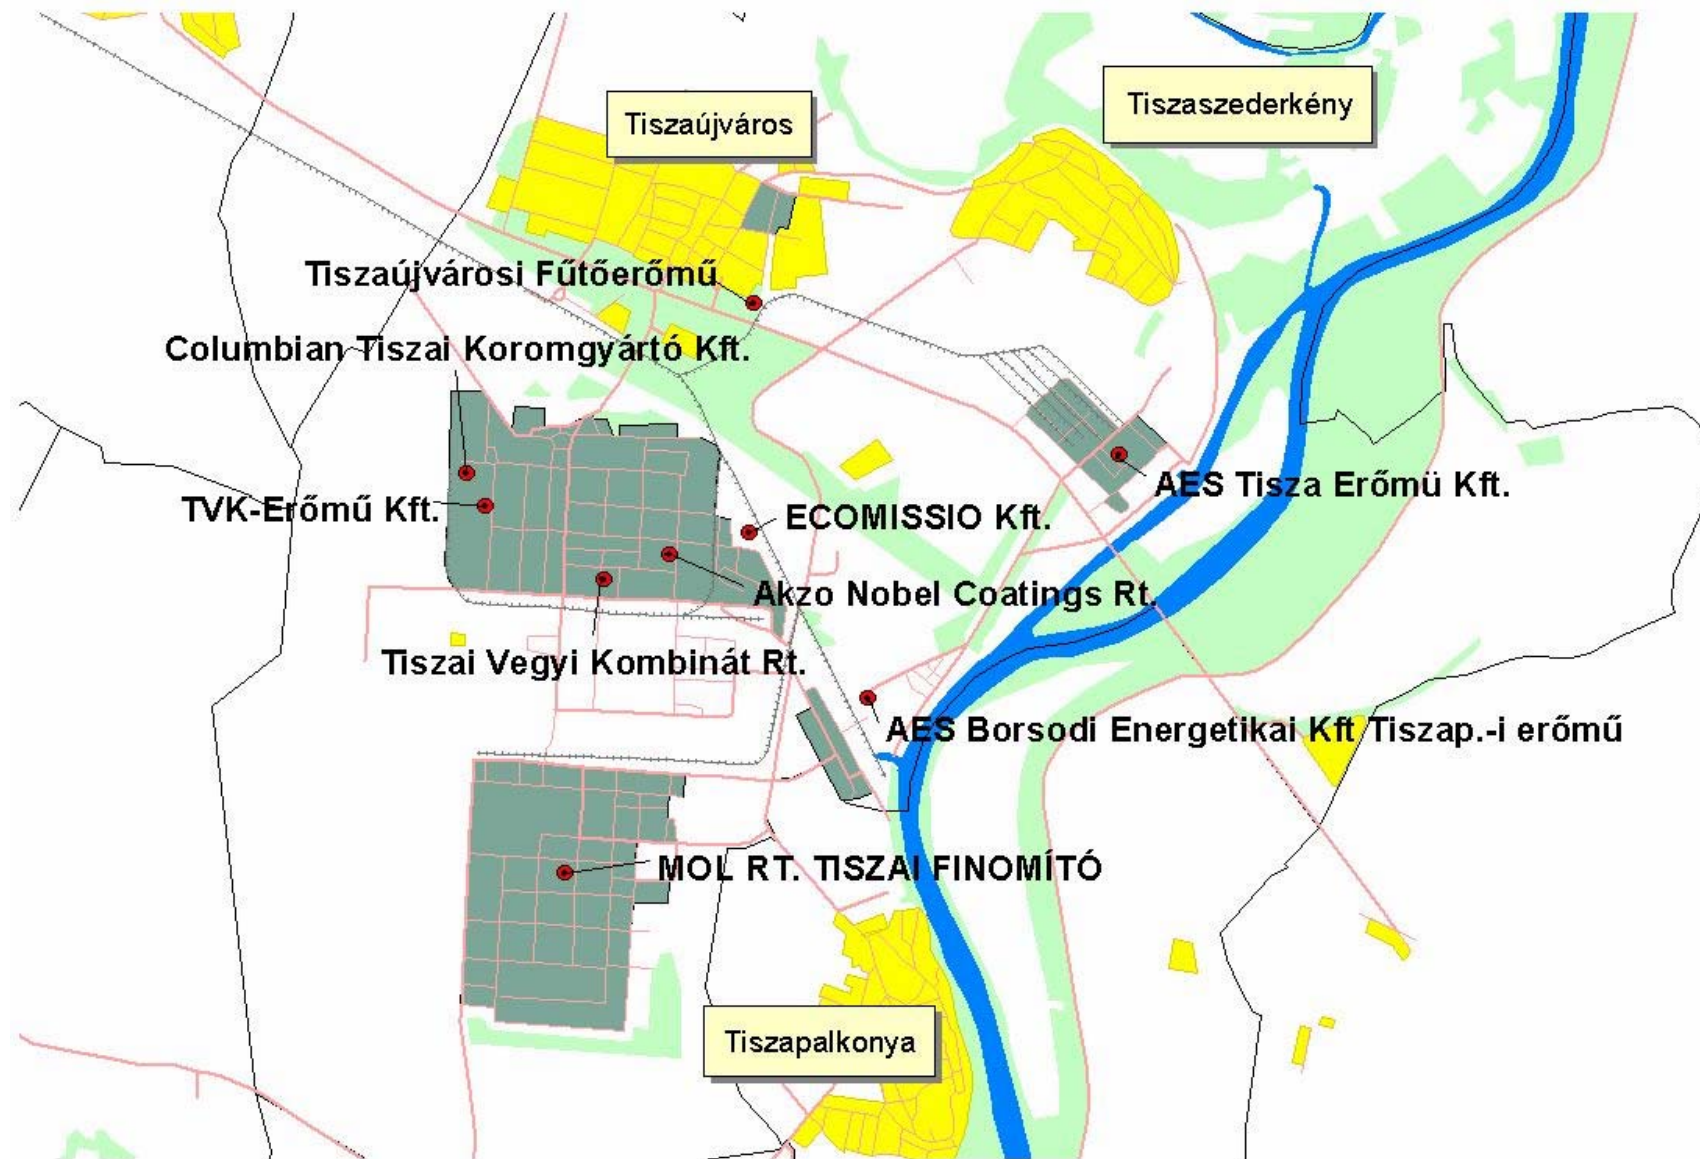 Tiszaszederkény
Tiszaújváros
Tiszaújvárosi Fűtőerőmű
Columbian Tiszai Koromgyártó Kft.
AES Tisza Erőmü Kft.
TVK-Erőmű Kft.
ECOMISSIO Kft.
Akzo Nobel Coatings Rt.
Tiszai Vegyi Kombinát Rt.
AES Borsodi Energetikai Kft Tiszap.-i erőmű
MOL RT. TISZAI FINOMÍTÓ
Tiszapalkonya